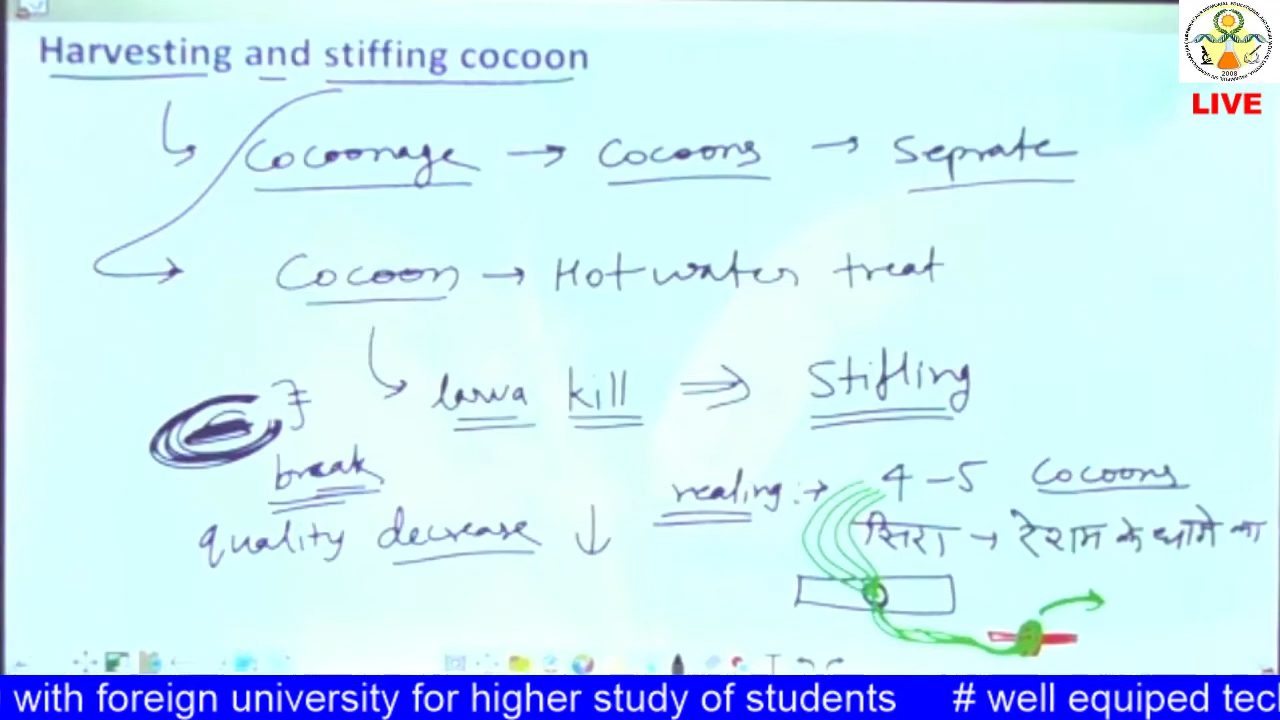 Harvesting and stiffing cocoon
Cocoonage → Cocoons → Seprate
Cocoon → Hot water treat
larva kill ⇒ Stifling
break
realing :→ 4-5 Cocoons
quality decrease ↓
सिरा → रेशम के धागे का
2008
LIVE
with foreign university for higher study of students # well equiped tec